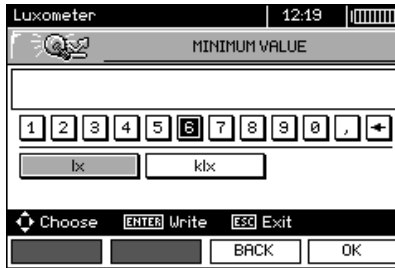 Luxometer 12:19
MINIMUM VALUE
1 2 3 4 5 6 7 8 9 0 , ←
lx klx
Choose ENTER Write ESC Exit
BACK OK